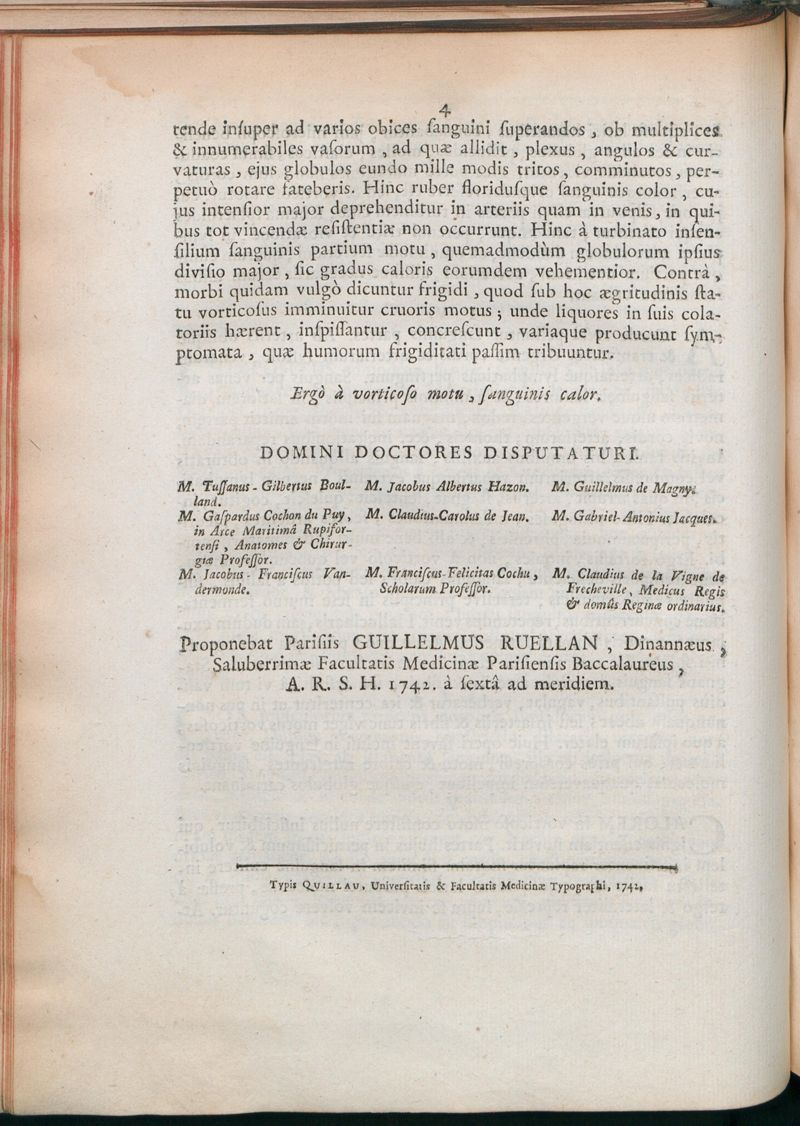 4
tende inſuper ad varios obices ſanguini ſuperandos, ob multiplices
& innumerabiles vaſorum, ad quæ allidit, plexus, angulos & cur-
vaturas, ejus globulos eundo mille modis tritos, comminutos, per-
petuò rotare fateberis. Hinc ruber floriduſque ſanguinis color, cu-
jus intenſior major deprehenditur in arteriis quam in venis, in qui-
bus tot vincendæ reſiſtentiæ non occurrunt. Hinc à turbinato inſen-
ſilium ſanguinis partium motu, quemadmodùm globulorum ipſius
diviſio major, ſic gradus caloris eorumdem vehementior. Contrà,
morbi quidam vulgò dicuntur frigidi, quod ſub hoc ægritudinis ſta-
tu vorticoſus imminuitur cruoris motus; unde liquores in ſuis cola-
toriis hærent, inſpiſſantur, concreſcunt, variaque producunt ſym-
ptomata, quæ humorum frigiditati paſſim tribuuntur.
Ergò à vorticoſo motu, ſanguinis calor.
DOMINI DOCTORES DISPUTATURI.
M. Tuſſanus-Gilbertus Boul-
land.
M. Jacobus Albertus Hazon.
M. Guillelmus de Magny.
M. Gaſpardus Cochon du Puy,
in Arce Maritimâ Rupifor-
tenſi, Anatomes & Chirur-
giæ Profeſſor.
M. Claudius-Carolus de Jean.
M. Gabriel-Antonius Jacques.
M. Jacobus-Franciſcus Van-
dermonde.
M. Franciſcus-Felicitas Cochu,
Scholarum Profeſſor.
M. Claudius de la Vigne de
Frecheville, Medicus Regis
& domûs Reginæ ordinarius.
Proponebat Pariſiis GUILLELMUS RUELLAN, Dinannæus,
Saluberrimæ Facultatis Medicinæ Pariſienſis Baccalaureus,
A. R. S. H. 1742. à ſextâ ad meridiem.
Typis QUILLAU, Univerſitatis & Facultatis Medicinæ Typographi, 1742.